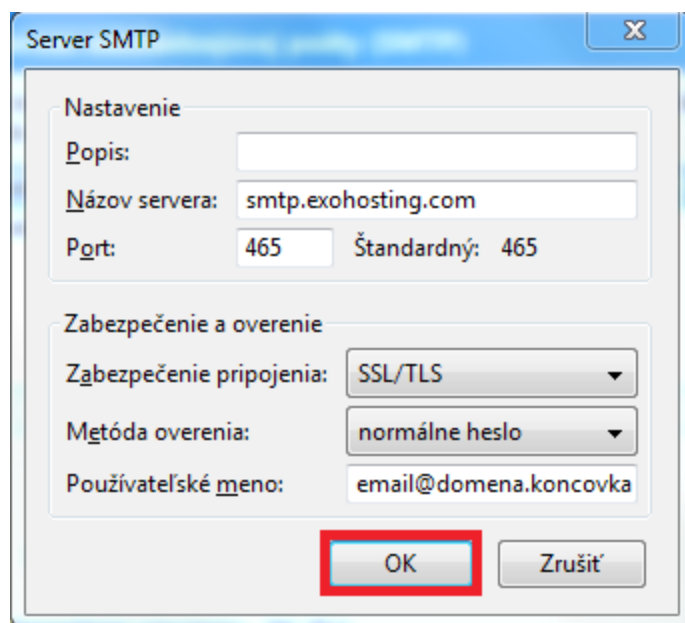 Server SMTP
Nastavenie
Popis:
Názov servera: smtp.exohosting.com
Port: 465 Štandardný: 465
Zabezpečenie a overenie
Zabezpečenie pripojenia: SSL/TLS
Metóda overenia: normálne heslo
Používateľské meno: email@domena.koncovka
OK Zrušiť